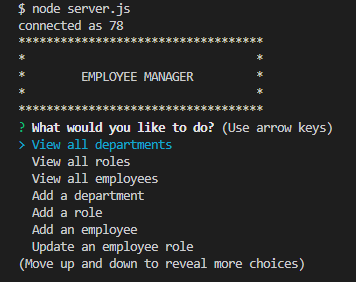 $ node server.js
connected as 78
***********************************
*                                 *
*        EMPLOYEE MANAGER         *
*                                 *
***********************************
? What would you like to do? (Use arrow keys)
> View all departments
  View all roles
  View all employees
  Add a department
  Add a role
  Add an employee
  Update an employee role
(Move up and down to reveal more choices)